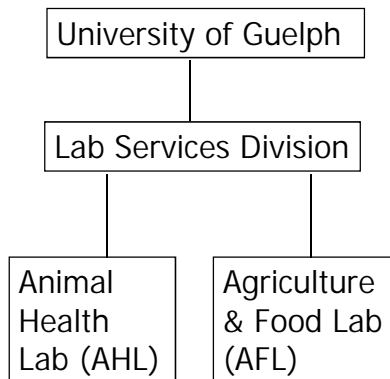 University of Guelph
Lab Services Division
Animal
Health
Lab (AHL)
Agriculture
& Food Lab
(AFL)